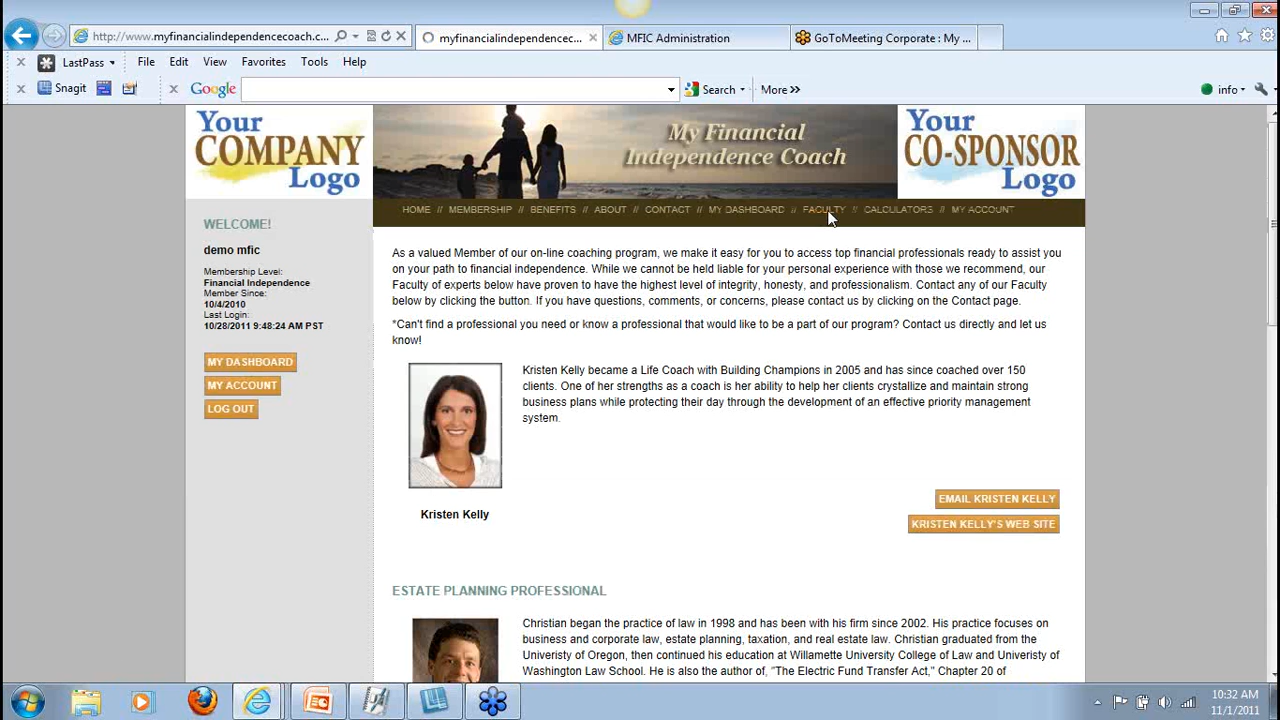 http://www.myfinancialindependencecoach.c...
myfinancialindependencec...
MFIC Administration
GoToMeeting Corporate : My ...
LastPass
File Edit View Favorites Tools Help
Snagit
Google
Search
More >>
info
Your
COMPANY
Logo
My Financial
Independence Coach
Your
CO-SPONSOR
Logo
HOME // MEMBERSHIP // BENEFITS // ABOUT // CONTACT // MY DASHBOARD // FACULTY // CALCULATORS // MY ACCOUNT
WELCOME!
demo mfic
Membership Level:
Financial Independence
Member Since:
10/4/2010
Last Login:
10/28/2011 9:48:24 AM PST
MY DASHBOARD
MY ACCOUNT
LOG OUT
As a valued Member of our on-line coaching program, we make it easy for you to access top financial professionals ready to assist you
on your path to financial independence. While we cannot be held liable for your personal experience with those we recommend, our
Faculty of experts below have proven to have the highest level of integrity, honesty, and professionalism. Contact any of our Faculty
below by clicking the button. If you have questions, comments, or concerns, please contact us by clicking on the Contact page.
*Can't find a professional you need or know a professional that would like to be a part of our program? Contact us directly and let us
know!
Kristen Kelly became a Life Coach with Building Champions in 2005 and has since coached over 150
clients. One of her strengths as a coach is her ability to help her clients crystallize and maintain strong
business plans while protecting their day through the development of an effective priority management
system.
Kristen Kelly
EMAIL KRISTEN KELLY
KRISTEN KELLY'S WEB SITE
ESTATE PLANNING PROFESSIONAL
Christian began the practice of law in 1998 and has been with his firm since 2002. His practice focuses on
business and corporate law, estate planning, taxation, and real estate law. Christian graduated from the
Univeristy of Oregon, then continued his education at Willamette University College of Law and Univeristy of
Washington Law School. He is also the author of, "The Electric Fund Transfer Act," Chapter 20 of
10:32 AM
11/1/2011